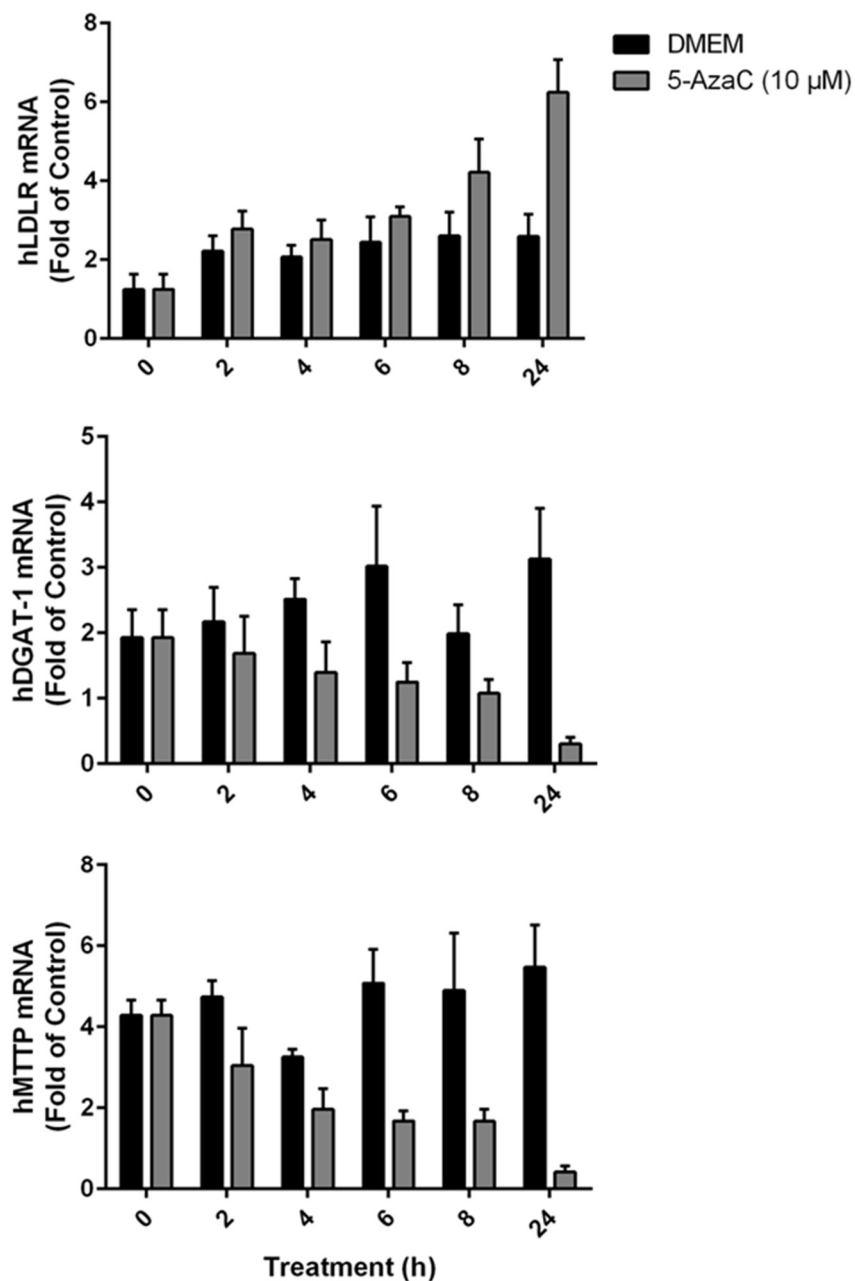 DMEM
5-AzaC (10 µM)
hLDLR mRNA
(Fold of Control)
8
6
4
2
0
0 2 4 6 8 24
hDGAT-1 mRNA
(Fold of Control)
5
4
3
2
1
0
0 2 4 6 8 24
hMTTP mRNA
(Fold of Control)
8
6
4
2
0
0 2 4 6 8 24
Treatment (h)